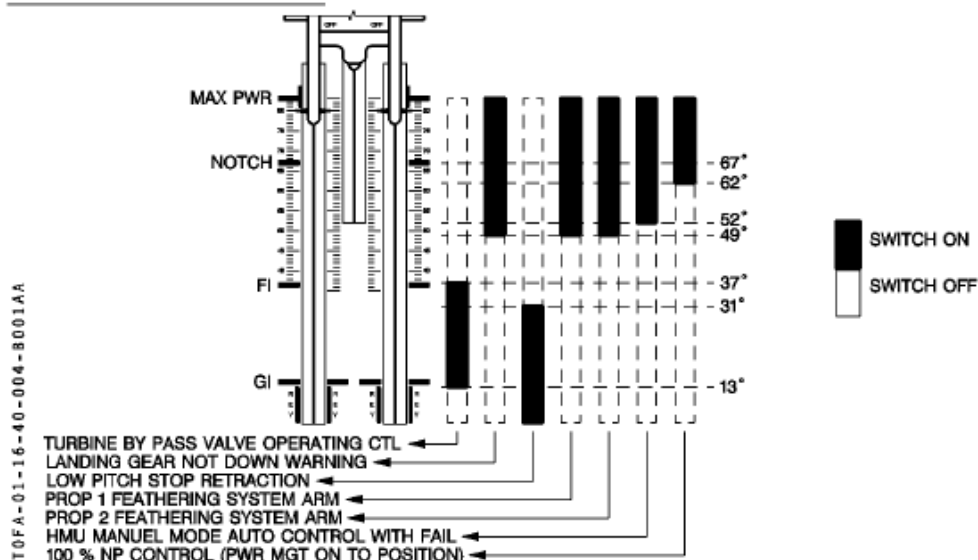 OFF OFF
MAX PWR
NOTCH
67°
62°
52°
49°
SWITCH ON
SWITCH OFF
FI
37°
31°
GI
13°
TURBINE BY PASS VALVE OPERATING CTL
LANDING GEAR NOT DOWN WARNING
LOW PITCH STOP RETRACTION
PROP 1 FEATHERING SYSTEM ARM
PROP 2 FEATHERING SYSTEM ARM
HMU MANUEL MODE AUTO CONTROL WITH FAIL
100 % NP CONTROL (PWR MGT ON TO POSITION)
TOFA-01-16-40-004-B001AA